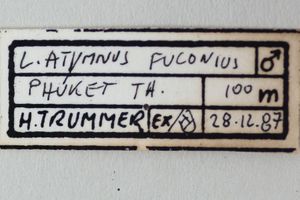 L. ATYMNUS FUCONIUS ♂
PHUKET TH. 100 m
H. TRUMMER EX/ 28.12.87